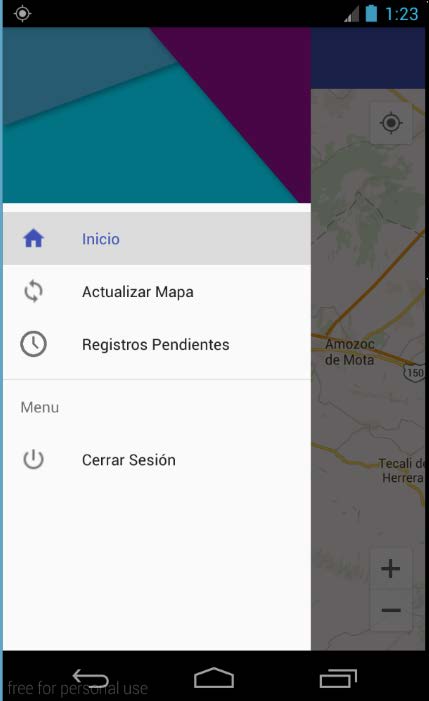 1:23
Inicio
Actualizar Mapa
Registros Pendientes
Menu
Cerrar Sesión
Amozoc
de Mota
150
Tecali de
Herrera
free for personal use